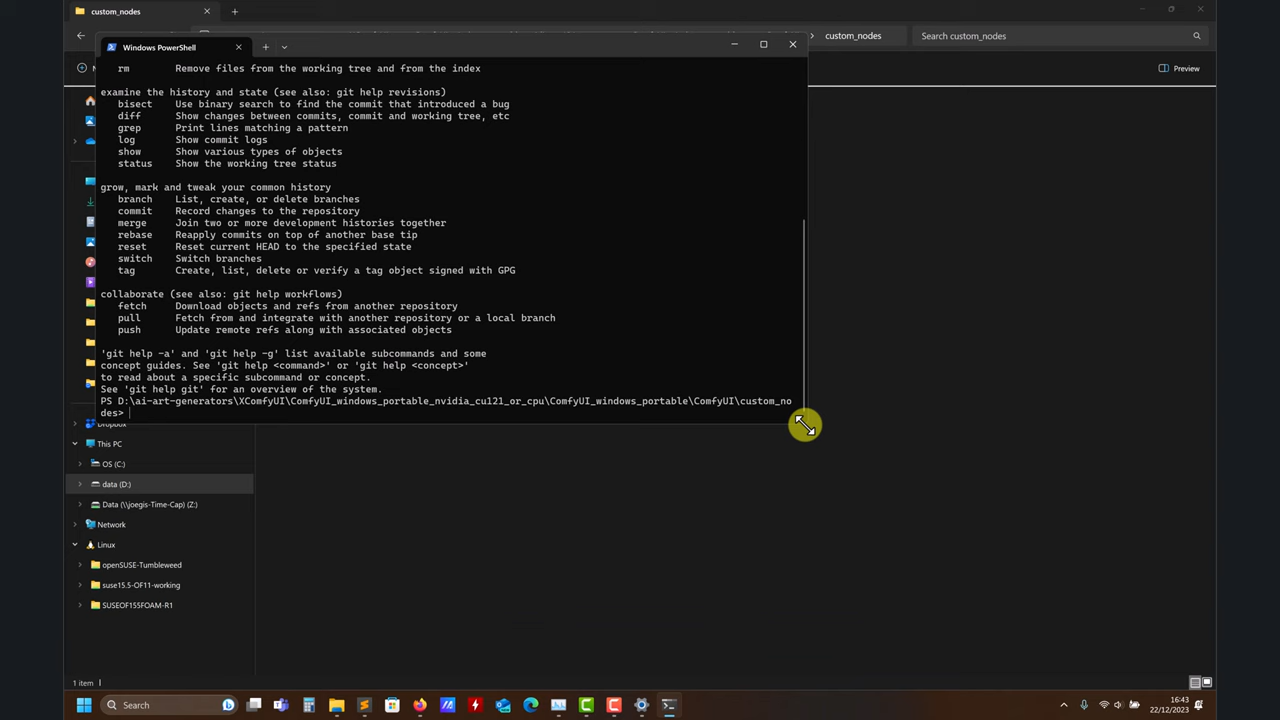 custom_nodes
custom_nodes
Search custom_nodes
Windows PowerShell
Preview
rm Remove files from the working tree and from the index
examine the history and state (see also: git help revisions)
bisect Use binary search to find the commit that introduced a bug
diff Show changes between commits, commit and working tree, etc
grep Print lines matching a pattern
log Show commit logs
show Show various types of objects
status Show the working tree status
grow, mark and tweak your common history
branch List, create, or delete branches
commit Record changes to the repository
merge Join two or more development histories together
rebase Reapply commits on top of another base tip
reset Reset current HEAD to the specified state
switch Switch branches
tag Create, list, delete or verify a tag object signed with GPG
collaborate (see also: git help workflows)
fetch Download objects and refs from another repository
pull Fetch from and integrate with another repository or a local branch
push Update remote refs along with associated objects
'git help -a' and 'git help -g' list available subcommands and some
concept guides. See 'git help <command>' or 'git help <concept>'
to read about a specific subcommand or concept.
See 'git help git' for an overview of the system.
PS D:\ai-art-generators\XComfyUI\ComfyUI_windows_portable_nvidia_cu121_or_cpu\ComfyUI_windows_portable\ComfyUI\custom_no
des>
Dropbox
This PC
OS (C:)
data (D:)
Data (\\joegis-Time-Cap) (Z:)
Network
Linux
openSUSE-Tumbleweed
suse15.5-OF11-working
SUSEOF155FOAM-R1
1 item
Search
16:43
22/12/2023